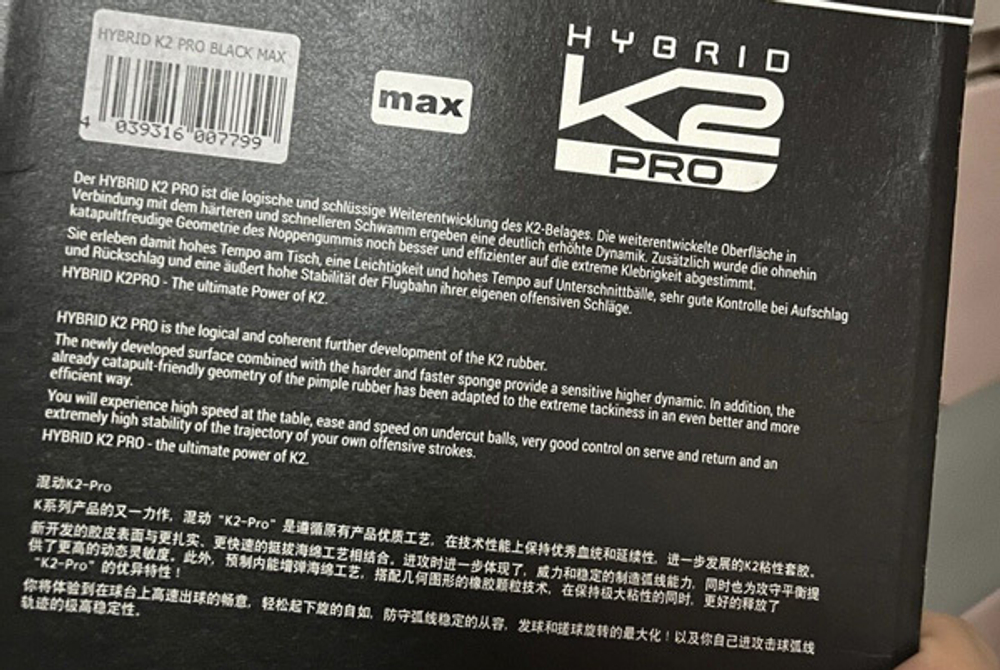 HYBRID K2 PRO BLACK MAX
4 039316 007799
max
HYBRID
K2
PRO
Der HYBRID K2 PRO ist die logische und schlüssige Weiterentwicklung des K2-Belages. Die weiterentwickelte Oberfläche in
Verbindung mit dem härteren und schnelleren Schwamm ergeben eine deutlich erhöhte Dynamik. Zusätzlich wurde die ohnehin
katapultfreudige Geometrie des Noppengummis noch besser und effizienter auf die extreme Klebrigkeit abgestimmt.
Sie erleben damit hohes Tempo am Tisch, eine Leichtigkeit und hohes Tempo auf Unterschnittbälle, sehr gute Kontrolle bei Aufschlag
und Rückschlag und eine äußert hohe Stabilität der Flugbahn ihrer eigenen offensiven Schläge.
HYBRID K2PRO - The ultimate Power of K2.
HYBRID K2 PRO is the logical and coherent further development of the K2 rubber.
The newly developed surface combined with the harder and faster sponge provide a sensitive higher dynamic. In addition, the
already catapult-friendly geometry of the pimple rubber has been adapted to the extreme tackiness in an even better and more
efficient way.
You will experience high speed at the table, ease and speed on undercut balls, very good control on serve and return and an
extremely high stability of the trajectory of your own offensive strokes.
HYBRID K2 PRO - the ultimate power of K2.
混动K2-Pro
K系列产品的又一力作，混动 "K2-Pro" 是遵循原有产品优质工艺，在技术性能上保持优秀血统和延续性，进一步发展的K2粘性套胶。
新开发的胶皮表面与更扎实、更快速的挺拔海绵工艺相结合。进攻时进一步体现了，威力和稳定的制造弧线能力，同时也为攻守平衡提
供了更高的动态灵敏度。此外，预制内能增弹海绵工艺，搭配几何图形的橡胶颗粒技术，在保持极大粘性的同时，更好的释放了
"K2-Pro" 的优异特性！
你将体验到在球台上高速出球的畅意，轻松起下旋的自如，防守弧线稳定的从容，发球和搓球旋转的最大化！以及你自己进攻击球弧线
轨迹的极高稳定性。